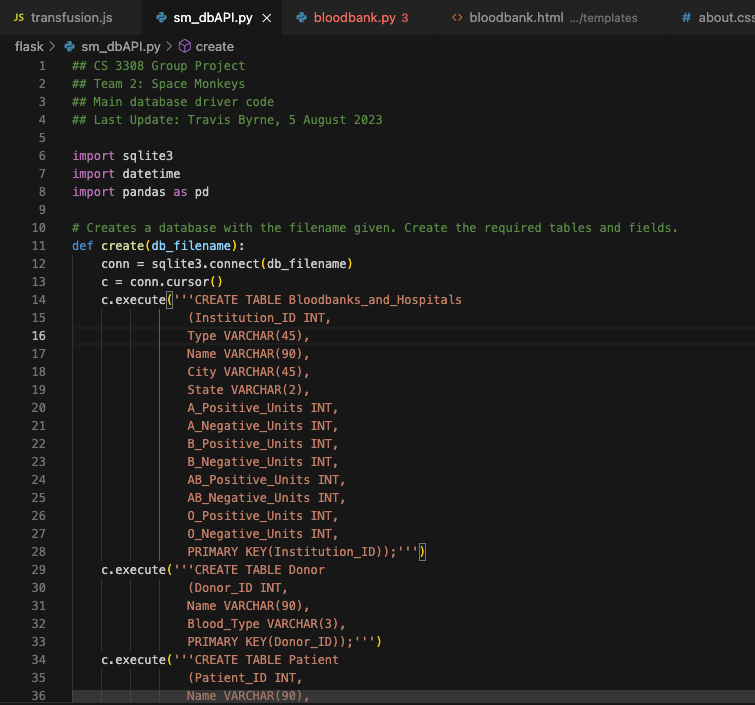 JS transfusion.js sm_dbAPI.py × bloodbank.py 3 <> bloodbank.html .../templates # about.css
flask > sm_dbAPI.py > create
1 ## CS 3308 Group Project
2 ## Team 2: Space Monkeys
3 ## Main database driver code
4 ## Last Update: Travis Byrne, 5 August 2023
5
6 import sqlite3
7 import datetime
8 import pandas as pd
9
10 # Creates a database with the filename given. Create the required tables and fields.
11 def create(db_filename):
12     conn = sqlite3.connect(db_filename)
13     c = conn.cursor()
14     c.execute('''CREATE TABLE Bloodbanks_and_Hospitals
15                 (Institution_ID INT,
16                 Type VARCHAR(45),
17                 Name VARCHAR(90),
18                 City VARCHAR(45),
19                 State VARCHAR(2),
20                 A_Positive_Units INT,
21                 A_Negative_Units INT,
22                 B_Positive_Units INT,
23                 B_Negative_Units INT,
24                 AB_Positive_Units INT,
25                 AB_Negative_Units INT,
26                 O_Positive_Units INT,
27                 O_Negative_Units INT,
28                 PRIMARY KEY(Institution_ID));''')
29     c.execute('''CREATE TABLE Donor
30                 (Donor_ID INT,
31                 Name VARCHAR(90),
32                 Blood_Type VARCHAR(3),
33                 PRIMARY KEY(Donor_ID));''')
34     c.execute('''CREATE TABLE Patient
35                 (Patient_ID INT,
36                 Name VARCHAR(90),